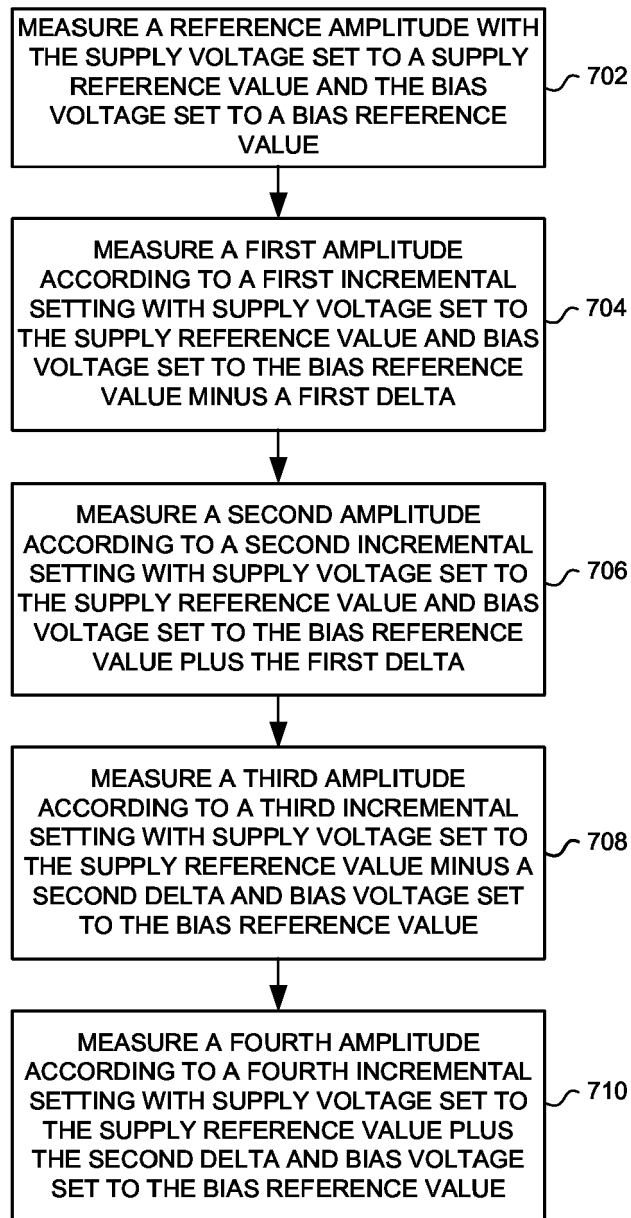 MEASURE A REFERENCE AMPLITUDE WITH
THE SUPPLY VOLTAGE SET TO A SUPPLY
REFERENCE VALUE AND THE BIAS
VOLTAGE SET TO A BIAS REFERENCE
VALUE
702
MEASURE A FIRST AMPLITUDE
ACCORDING TO A FIRST INCREMENTAL
SETTING WITH SUPPLY VOLTAGE SET TO
THE SUPPLY REFERENCE VALUE AND BIAS
VOLTAGE SET TO THE BIAS REFERENCE
VALUE MINUS A FIRST DELTA
704
MEASURE A SECOND AMPLITUDE
ACCORDING TO A SECOND INCREMENTAL
SETTING WITH SUPPLY VOLTAGE SET TO
THE SUPPLY REFERENCE VALUE AND BIAS
VOLTAGE SET TO THE BIAS REFERENCE
VALUE PLUS THE FIRST DELTA
706
MEASURE A THIRD AMPLITUDE
ACCORDING TO A THIRD INCREMENTAL
SETTING WITH SUPPLY VOLTAGE SET TO
THE SUPPLY REFERENCE VALUE MINUS A
SECOND DELTA AND BIAS VOLTAGE SET
TO THE BIAS REFERENCE VALUE
708
MEASURE A FOURTH AMPLITUDE
ACCORDING TO A FOURTH INCREMENTAL
SETTING WITH SUPPLY VOLTAGE SET TO
THE SUPPLY REFERENCE VALUE PLUS
THE SECOND DELTA AND BIAS VOLTAGE
SET TO THE BIAS REFERENCE VALUE
710